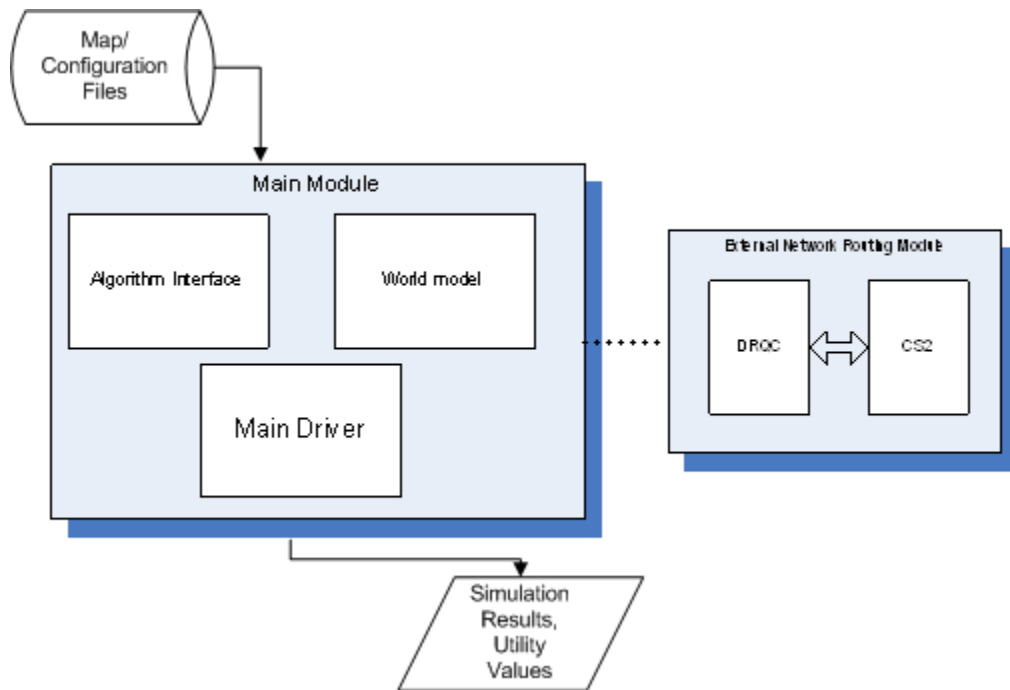 Map/
Configuration
Files
Main Module
Algorithm Interface
World model
Main Driver
External Network Routing Module
DRQC
CS2
Simulation
Results,
Utility
Values